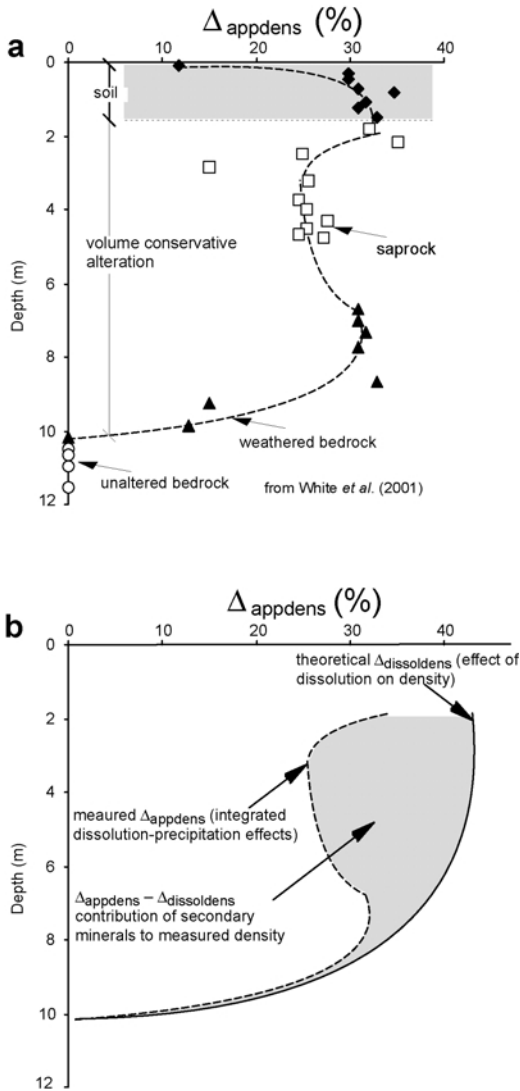 a
Δ appdens (%)
0 10 20 30 40
0
2
4
6
8
10
12
Depth (m)
soil
volume conservative
alteration
saprock
weathered bedrock
unaltered bedrock
from White et al. (2001)
b
Δ appdens (%)
0 10 20 30 40
0
2
4
6
8
10
12
Depth (m)
theoretical Δdissoldens (effect of
dissolution on density)
meaured Δappdens (integrated
dissolution-precipitation effects)
Δappdens – Δdissoldens
contribution of secondary
minerals to measured density